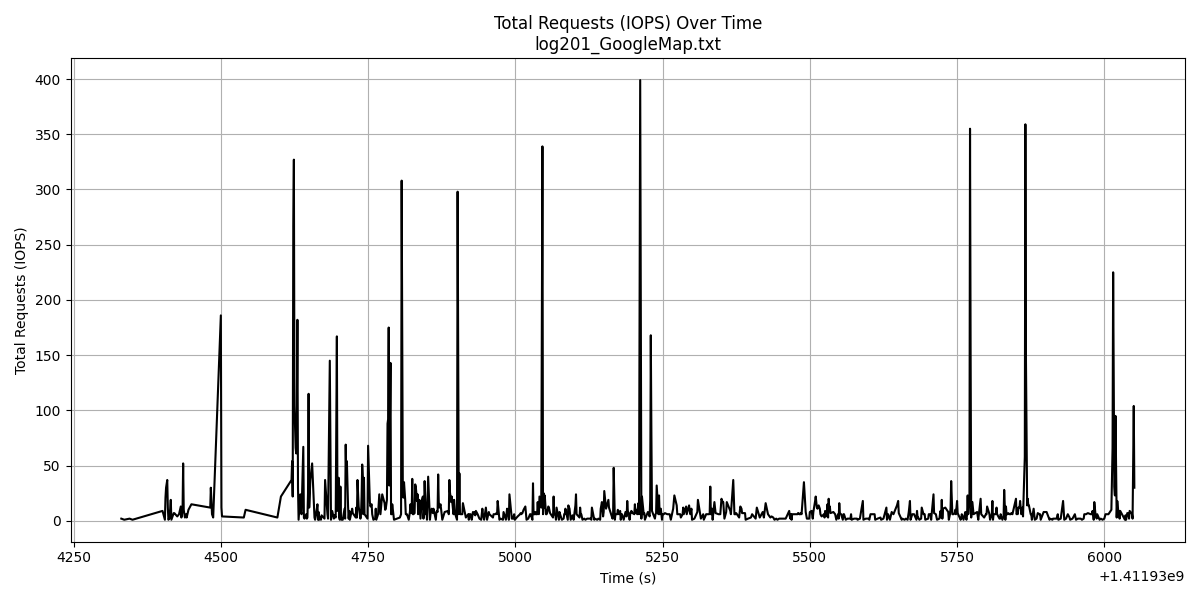 Total Requests (IOPS) Over Time
log201_GoogleMap.txt
Total Requests (IOPS)
400
350
300
250
200
150
100
50
0
4250 4500 4750 5000 5250 5500 5750 6000
Time (s)
+1.41193e9